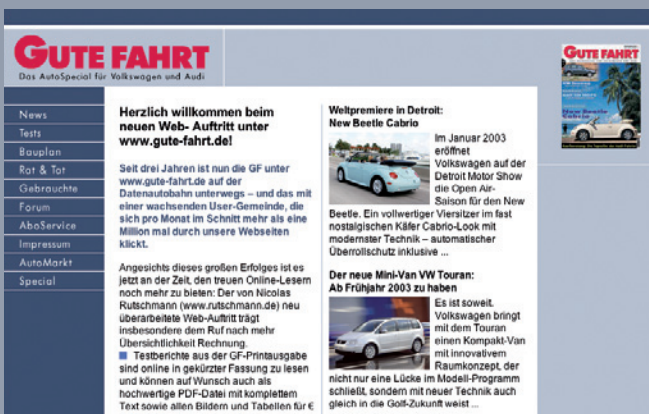 GUTE FAHRT
Das AutoSpecial für Volkswagen und Audi
News
Tests
Bauplan
Rat & Tat
Gebrauchte
Forum
AboService
Impressum
AutoMarkt
Special
Herzlich willkommen beim
neuen Web- Auftritt unter
www.gute-fahrt.de!
Seit drei Jahren ist nun die GF unter
www.gute-fahrt.de auf der
Datenautobahn unterwegs – und das mit
einer wachsenden User-Gemeinde, die
sich pro Monat im Schnitt mehr als eine
Million mal durch unsere Webseiten
klickt.
Angesichts dieses großen Erfolges ist es
jetzt an der Zeit, den treuen Online-Lesern
noch mehr zu bieten: Der von Nicolas
Rutschmann (www.rutschmann.de) neu
überarbeitete Web-Auftritt trägt
insbesondere dem Ruf nach mehr
Übersichtlichkeit Rechnung.
Testberichte aus der GF-Printausgabe
sind online in gekürzter Fassung zu lesen
und können auf Wunsch auch als
hochwertige PDF-Datei mit komplettem
Text sowie allen Bildern und Tabellen für €
Weltpremiere in Detroit:
New Beetle Cabrio
Im Januar 2003
eröffnet
Volkswagen auf der
Detroit Motor Show
die Open Air-
Saison für den New
Beetle. Ein vollwertiger Viersitzer im fast
nostalgischen Käfer Cabrio-Look mit
modernster Technik – automatischer
Überrollschutz inklusive ...
Der neue Mini-Van VW Touran:
Ab Frühjahr 2003 zu haben
Es ist soweit.
Volkswagen bringt
mit dem Touran
einen Kompakt-Van
mit innovativem
Raumkonzept, der
nicht nur eine Lücke im Modell-Programm
schließt, sondern mit neuer Technik auch
gleich in die Golf-Zukunft weist ...
GUTE FAHRT
New Beetle
Cabrio